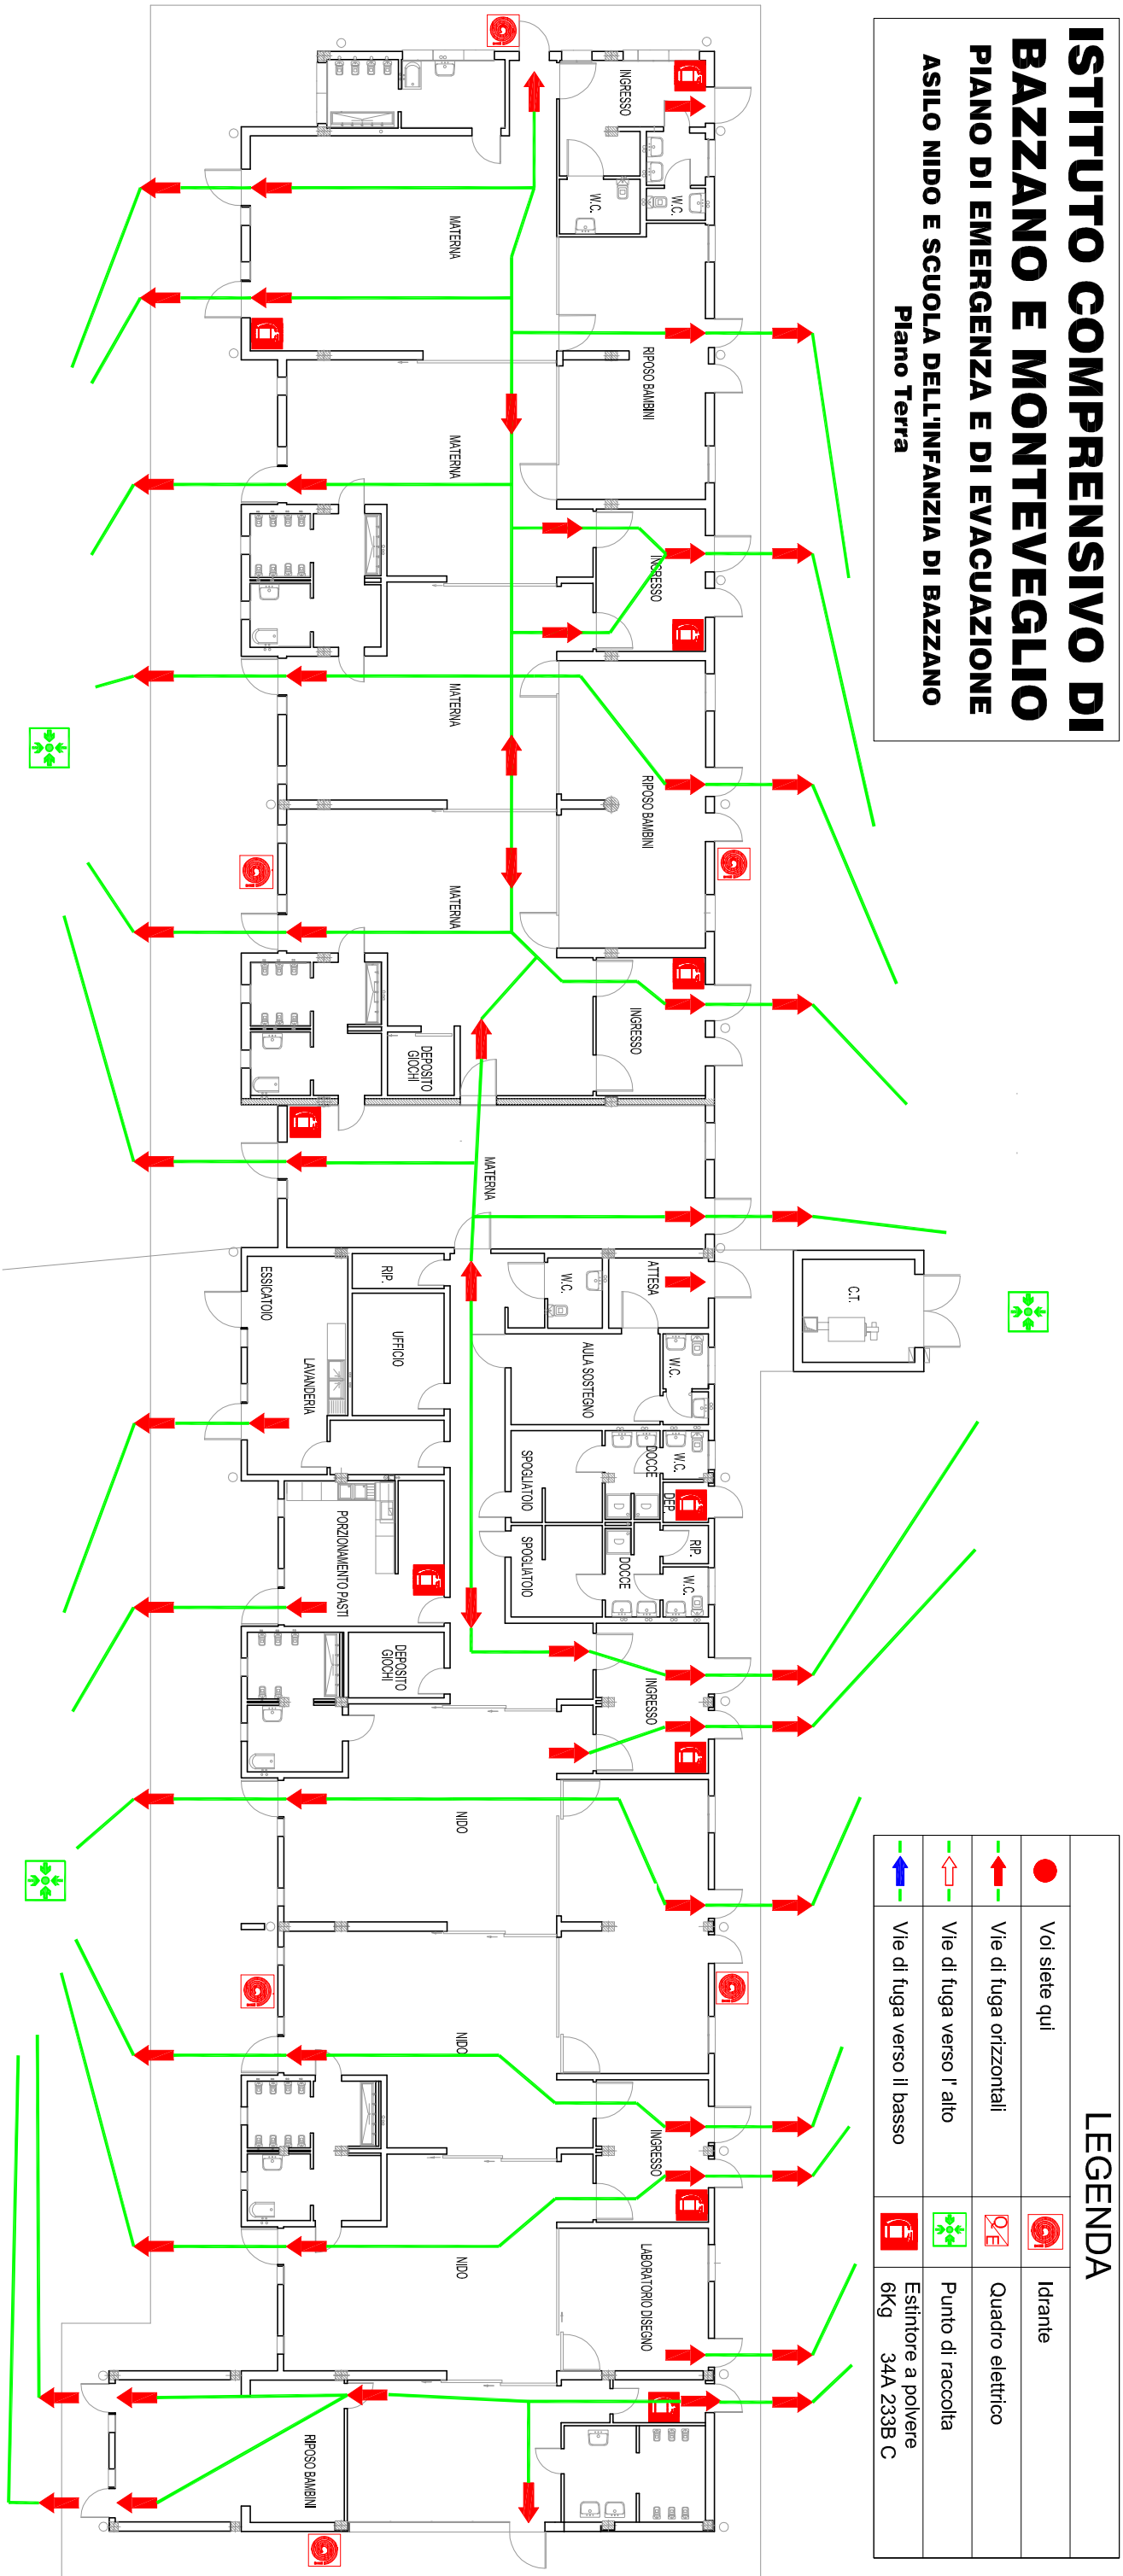 ISTITUTO COMPRENSIVO DI
BAZZANO E MONTEVEGLIO
PIANO DI EMERGENZA E DI EVACUAZIONE
ASILO NIDO E SCUOLA DELL'INFANZIA DI BAZZANO
Piano Terra
LEGENDA
Voi siete qui
Idrante
Vie di fuga orizzontali
Quadro elettrico
Q/E
Vie di fuga verso l' alto
Punto di raccolta
Vie di fuga verso il basso
Estintore a polvere
6Kg 34A 233B C
INGRESSO
W.C.
W.C.
RIPOSO BAMBINI
INGRESSO
RIPOSO BAMBINI
INGRESSO
MATERNA
MATERNA
MATERNA
MATERNA
DEPOSITO
GIOCHI
MATERNA
C.T.
ATTESA
W.C.
W.C.
AULA SOSTEGNO
RIP.
UFFICIO
ESSICATOIO
LAVANDERIA
W.C.
DOCCE
DEP.
SPOGLIATOIO
RIP.
W.C.
DOCCE
SPOGLIATOIO
PORZIONAMENTO PASTI
DEPOSITO
GIOCHI
INGRESSO
NIDO
NIDO
INGRESSO
NIDO
LABORATORIO DISEGNO
RIPOSO BAMBINI